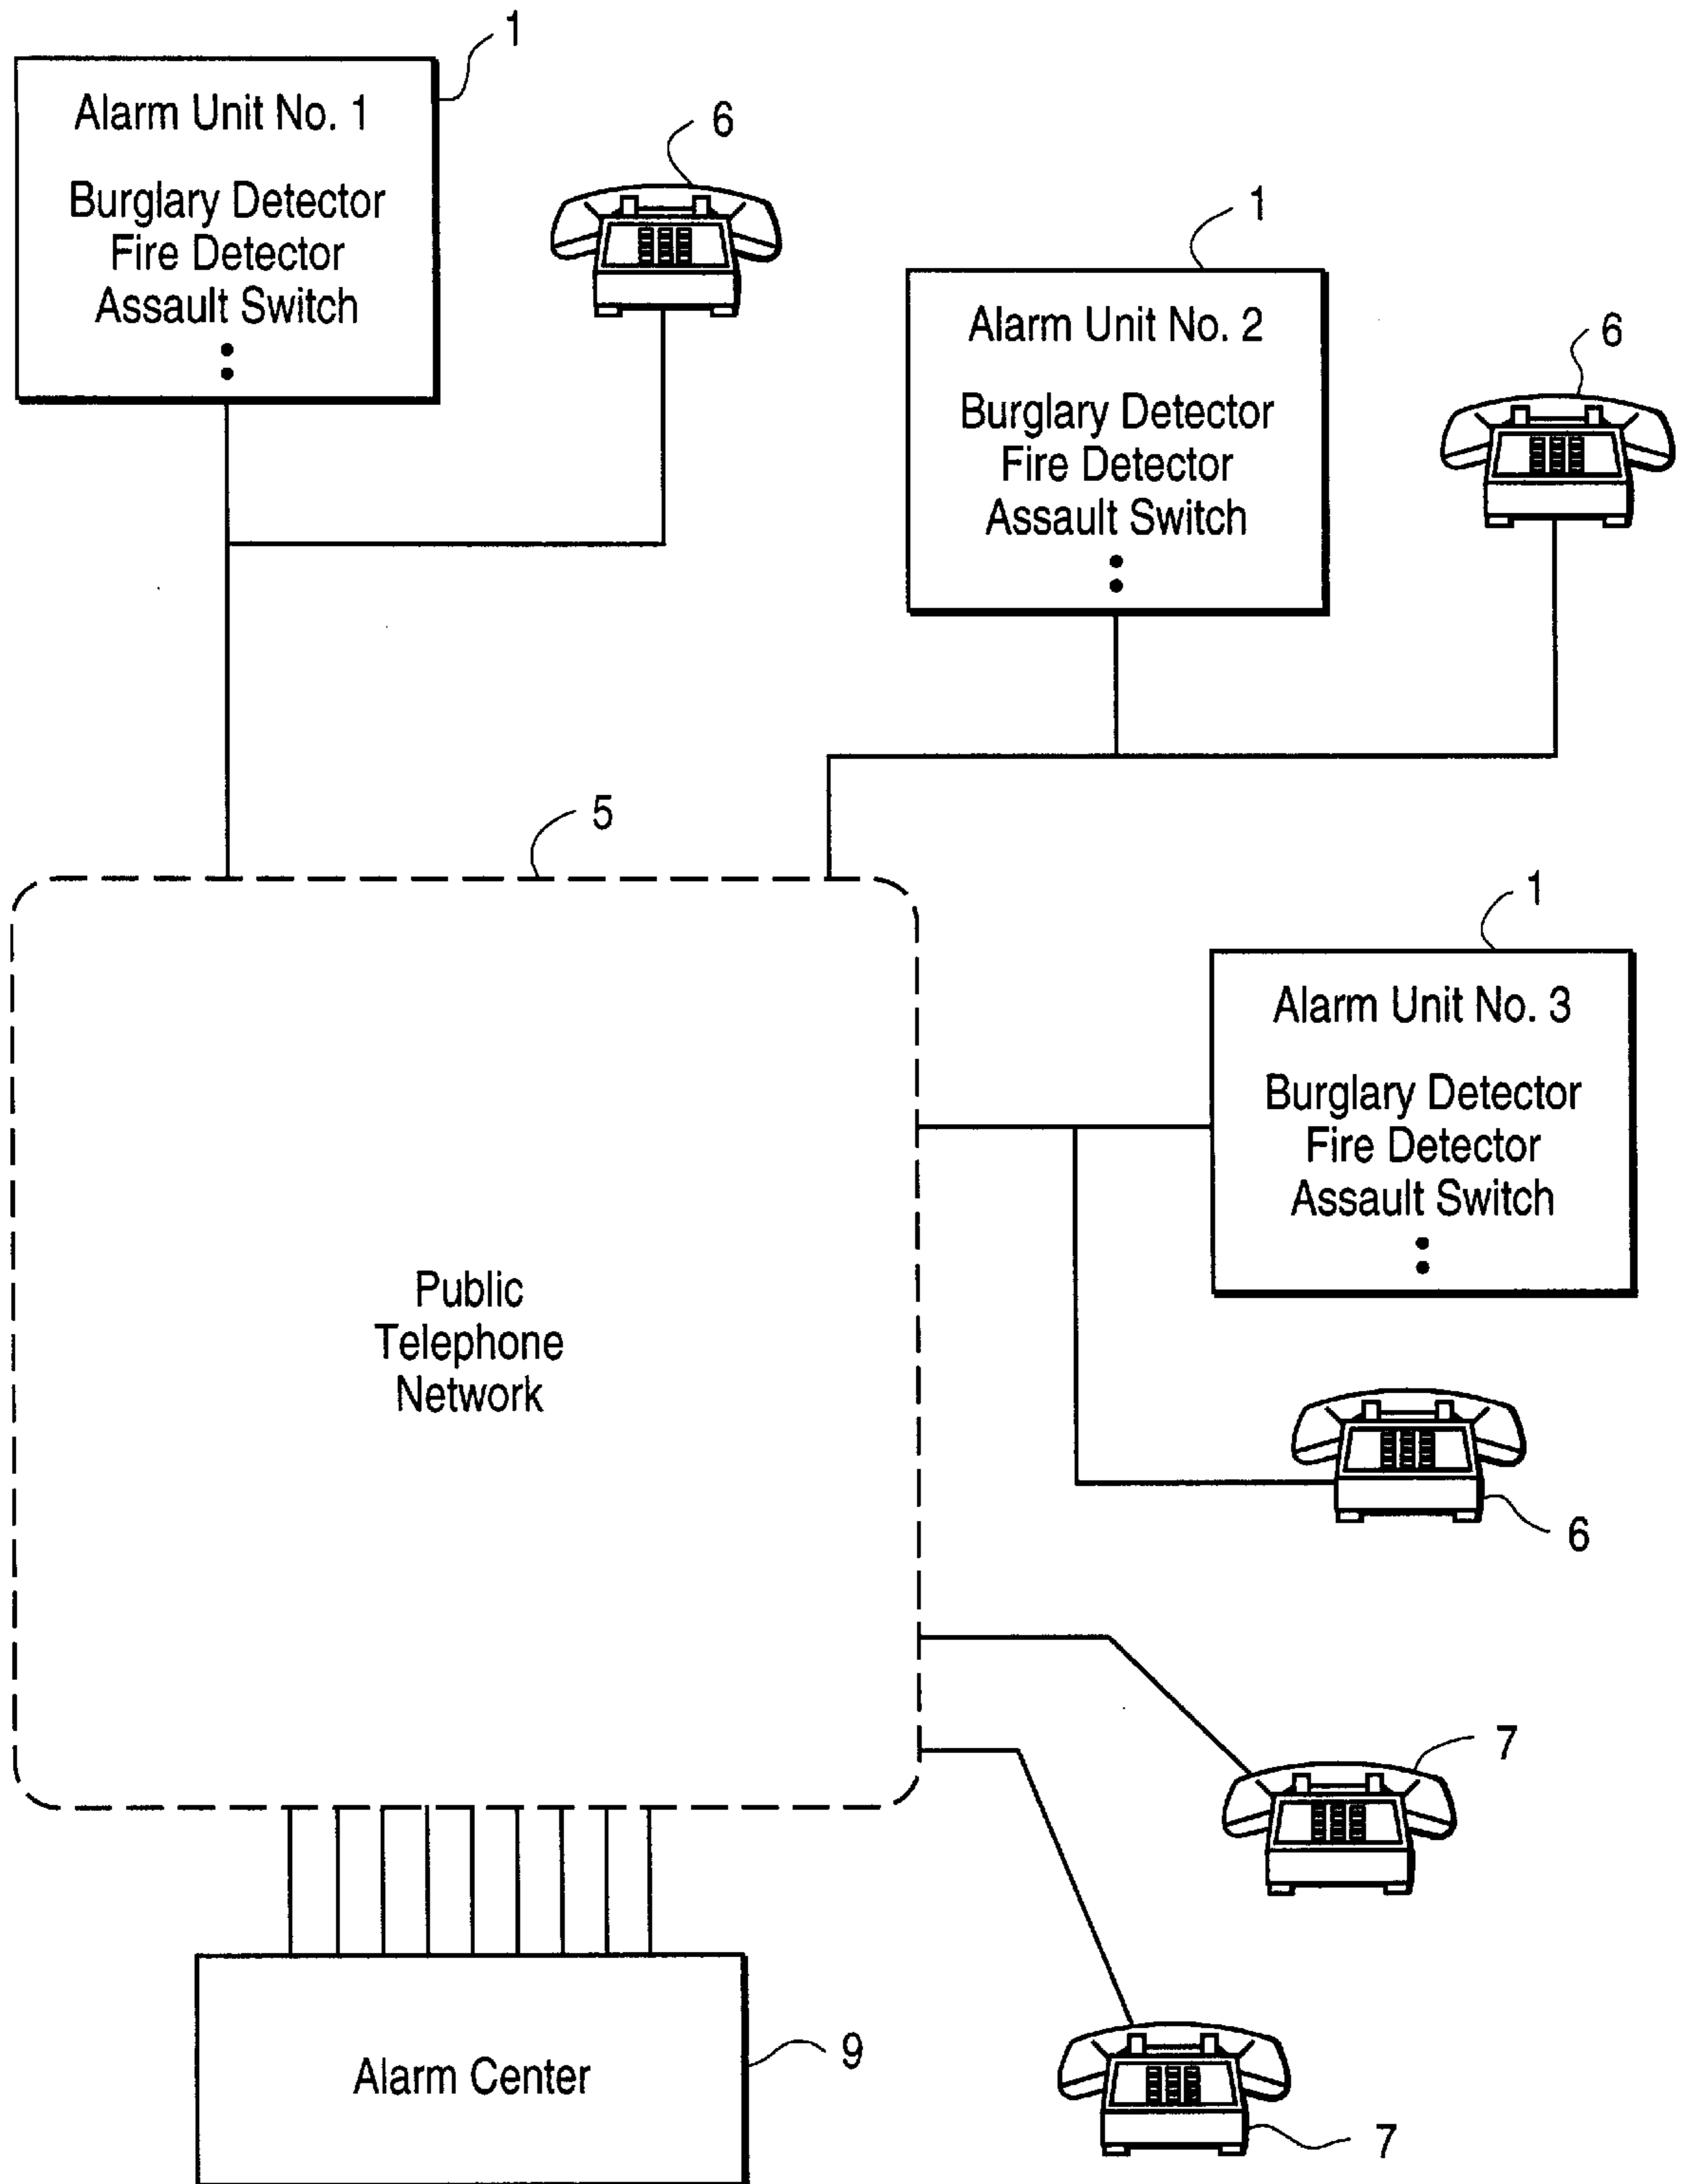 1
Alarm Unit No. 1
Burglary Detector
Fire Detector
Assault Switch
6
1
Alarm Unit No. 2
Burglary Detector
Fire Detector
Assault Switch
6
5
1
Alarm Unit No. 3
Burglary Detector
Fire Detector
Assault Switch
Public
Telephone
Network
6
7
Alarm Center
9
7